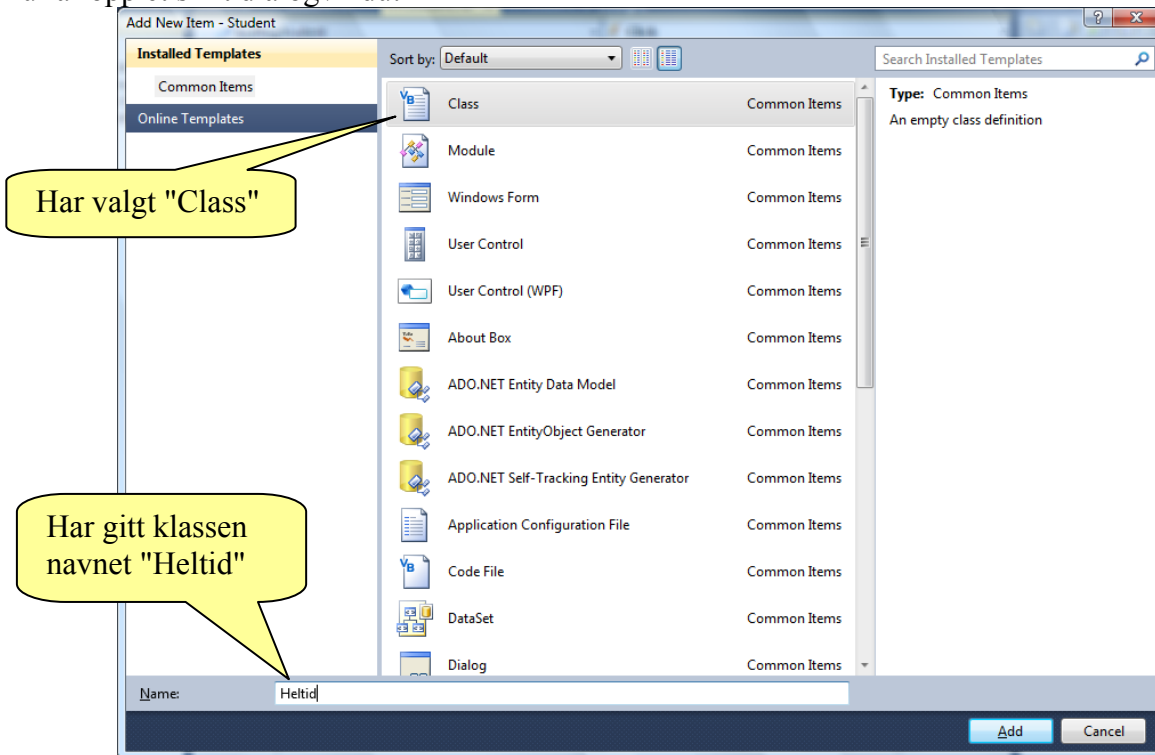 Add New Item - Student
Installed Templates
Common Items
Online Templates
Sort by: Default
Search Installed Templates
Class Common Items
Module Common Items
Windows Form Common Items
User Control Common Items
User Control (WPF) Common Items
About Box Common Items
ADO.NET Entity Data Model Common Items
ADO.NET EntityObject Generator Common Items
ADO.NET Self-Tracking Entity Generator Common Items
Application Configuration File Common Items
Code File Common Items
DataSet Common Items
Dialog Common Items
Type: Common Items
An empty class definition
Har valgt "Class"
Har gitt klassen
navnet "Heltid"
Name: Heltid
Add Cancel